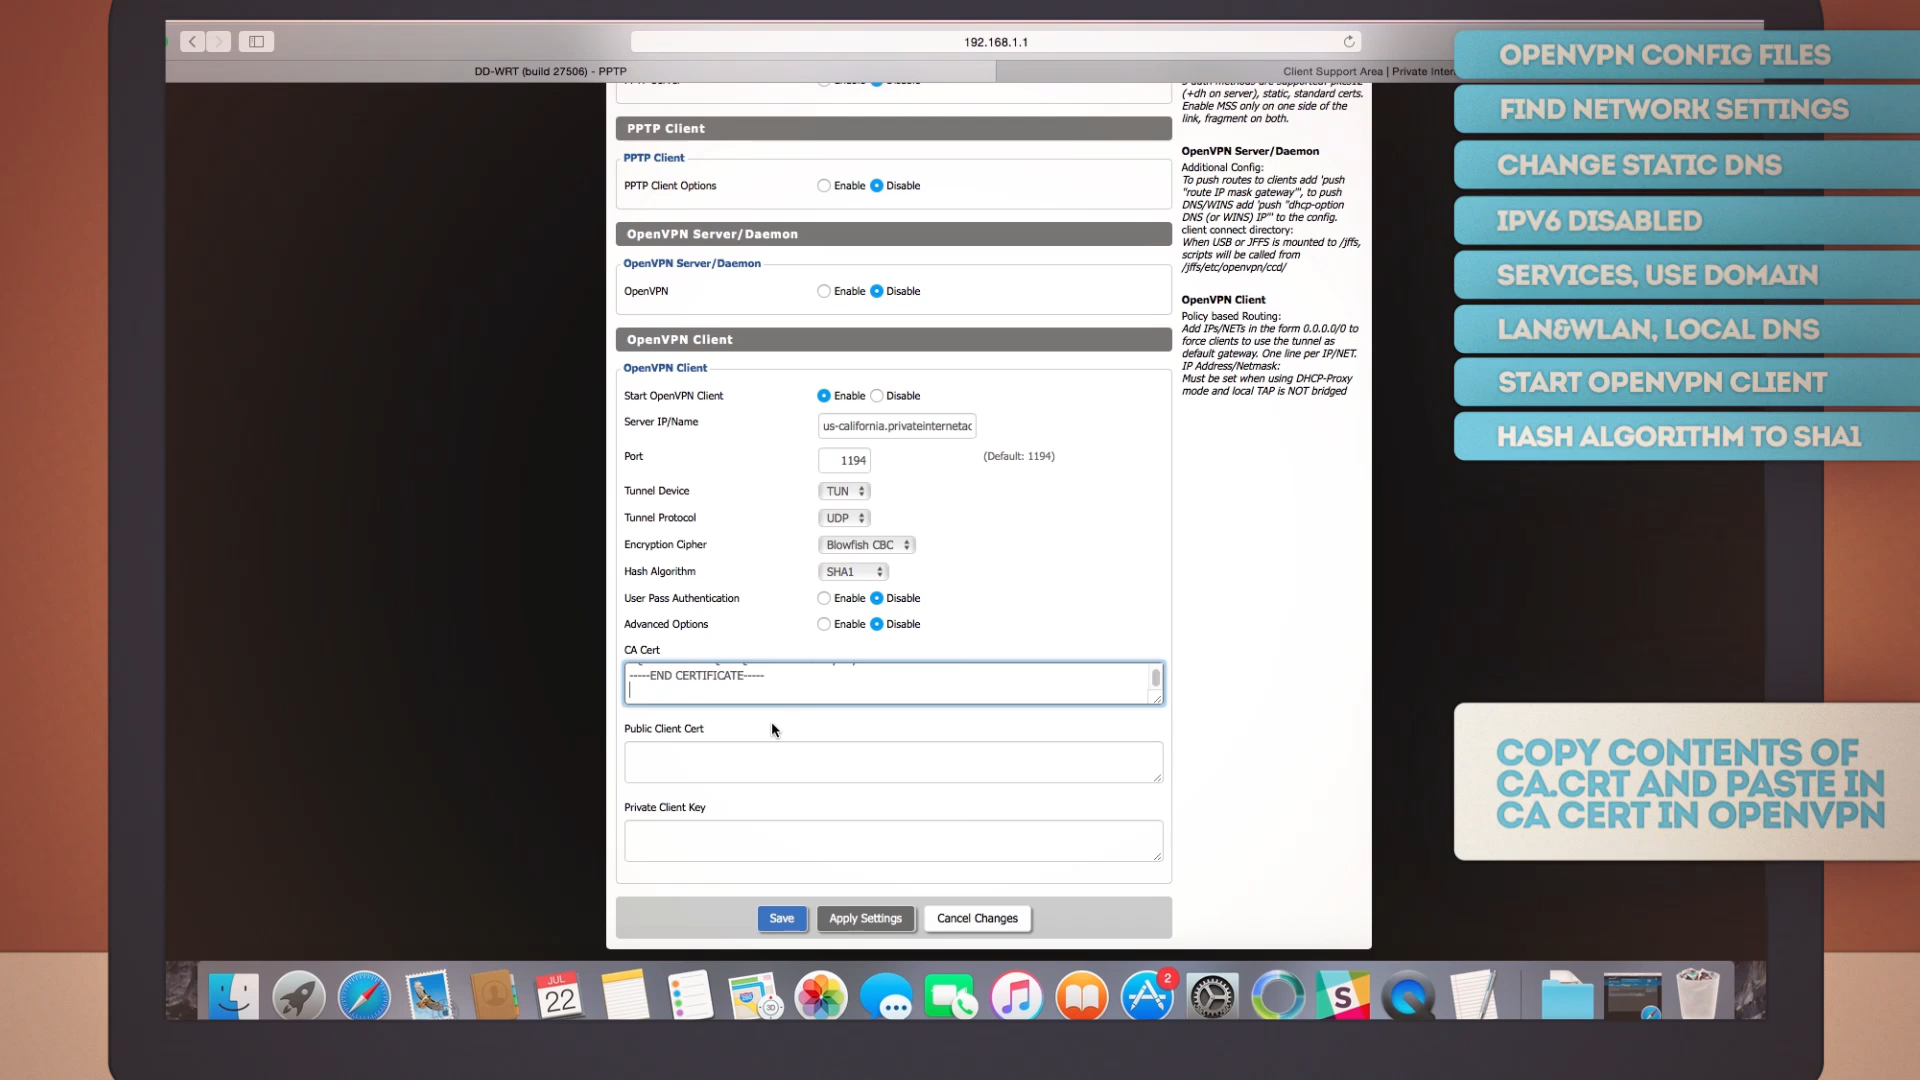 192.168.1.1
DD-WRT (build 27506) - PPTP
Client Support Area | Private Inter
(+dh on server), static, standard certs.
Enable MSS only on one side of the
link, fragment on both.
PPTP Client
PPTP Client
PPTP Client Options
Enable
Disable
OpenVPN Server/Daemon
OpenVPN Server/Daemon
OpenVPN
Enable
Disable
OpenVPN Client
OpenVPN Client
Start OpenVPN Client
Enable
Disable
Server IP/Name
us-california.privateinternetac
Port
1194
(Default: 1194)
Tunnel Device
TUN
Tunnel Protocol
UDP
Encryption Cipher
Blowfish CBC
Hash Algorithm
SHA1
User Pass Authentication
Enable
Disable
Advanced Options
Enable
Disable
CA Cert
-----END CERTIFICATE-----
Public Client Cert
Private Client Key
Save
Apply Settings
Cancel Changes
OpenVPN Server/Daemon
Additional Config:
To push routes to clients add 'push
"route IP mask gateway"', to push
DNS/WINS add 'push "dhcp-option
DNS (or WINS) IP"' to the config.
client connect directory:
When USB or JFFS is mounted to /jffs,
scripts will be called from
/jffs/etc/openvpn/ccd/
OpenVPN Client
Policy based Routing:
Add IPs/NETs in the form 0.0.0.0/0 to
force clients to use the tunnel as
default gateway. One line per IP/NET.
IP Address/Netmask:
Must be set when using DHCP-Proxy
mode and local TAP is NOT bridged
OPENVPN CONFIG FILES
FIND NETWORK SETTINGS
CHANGE STATIC DNS
IPV6 DISABLED
SERVICES, USE DOMAIN
LAN&WLAN, LOCAL DNS
START OPENVPN CLIENT
HASH ALGORITHM TO SHA1
COPY CONTENTS OF
CA.CRT AND PASTE IN
CA CERT IN OPENVPN
JUL
22
3D
2
S